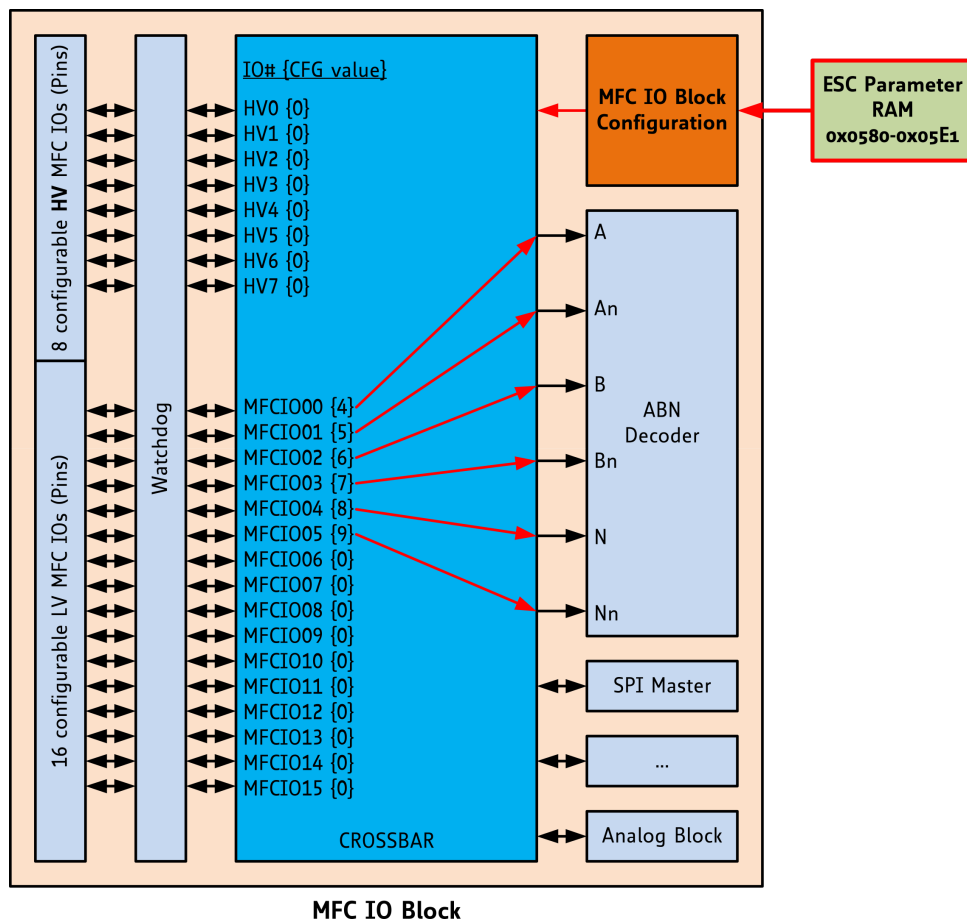 8 configurable HV MFC IOs (Pins)
16 configurable LV MFC IOs (Pins)
Watchdog
IO# {CFG value}
HV0 {0}
HV1 {0}
HV2 {0}
HV3 {0}
HV4 {0}
HV5 {0}
HV6 {0}
HV7 {0}
MFCIO00 {4}
MFCIO01 {5}
MFCIO02 {6}
MFCIO03 {7}
MFCIO04 {8}
MFCIO05 {9}
MFCIO06 {0}
MFCIO07 {0}
MFCIO08 {0}
MFCIO09 {0}
MFCIO10 {0}
MFCIO11 {0}
MFCIO12 {0}
MFCIO13 {0}
MFCIO14 {0}
MFCIO15 {0}
CROSSBAR
MFC IO Block
Configuration
ESC Parameter
RAM
0x0580-0x05E1
A
An
B
Bn
N
Nn
ABN
Decoder
SPI Master
...
Analog Block
MFC IO Block